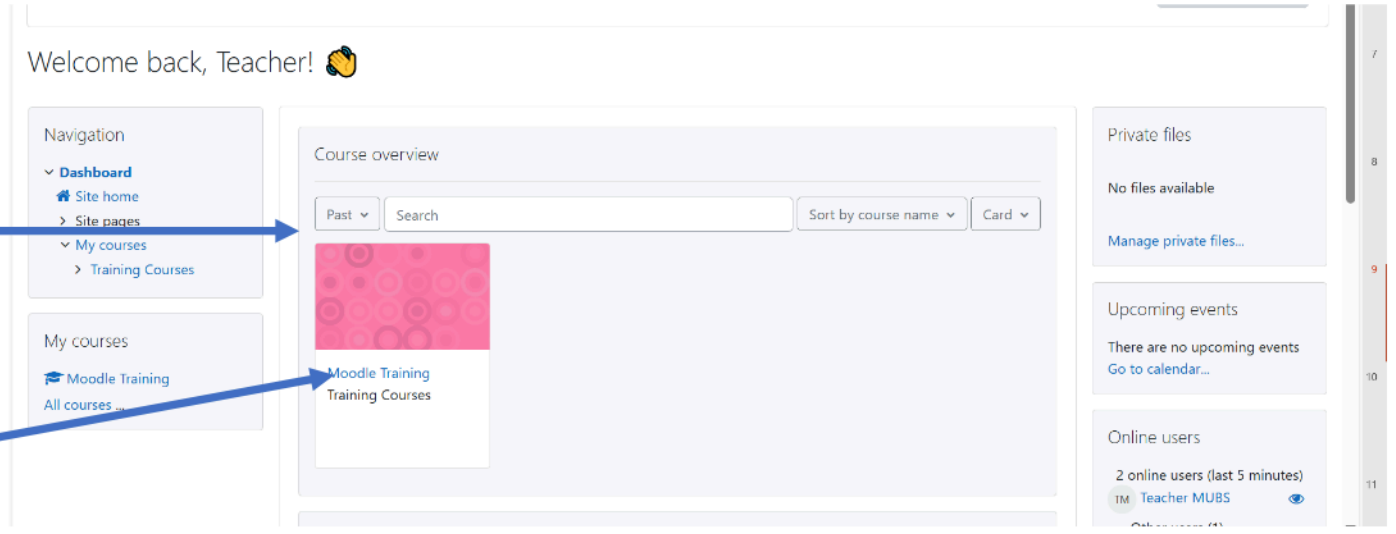 Welcome back, Teacher! 👋
Navigation
Dashboard
Site home
Site pages
My courses
Training Courses
My courses
Moodle Training
All courses ...
Course overview
Past
Search
Sort by course name
Card
Moodle Training
Training Courses
Private files
No files available
Manage private files...
Upcoming events
There are no upcoming events
Go to calendar...
Online users
2 online users (last 5 minutes)
TM Teacher MUBS
7
8
9
10
11